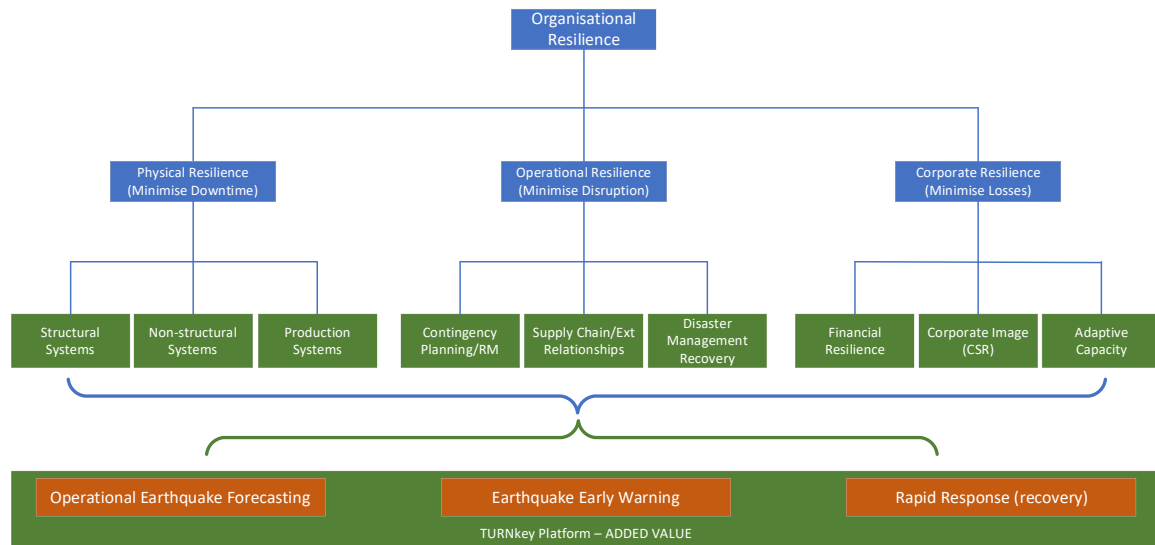 Organisational
Resilience
Physical Resilience
(Minimise Downtime)
Operational Resilience
(Minimise Disruption)
Corporate Resilience
(Minimise Losses)
Structural
Systems
Non-structural
Systems
Production
Systems
Contingency
Planning/RM
Supply Chain/Ext
Relationships
Disaster
Management
Recovery
Financial
Resilience
Corporate Image
(CSR)
Adaptive
Capacity
Operational Earthquake Forecasting
Earthquake Early Warning
Rapid Response (recovery)
TURNkey Platform – ADDED VALUE